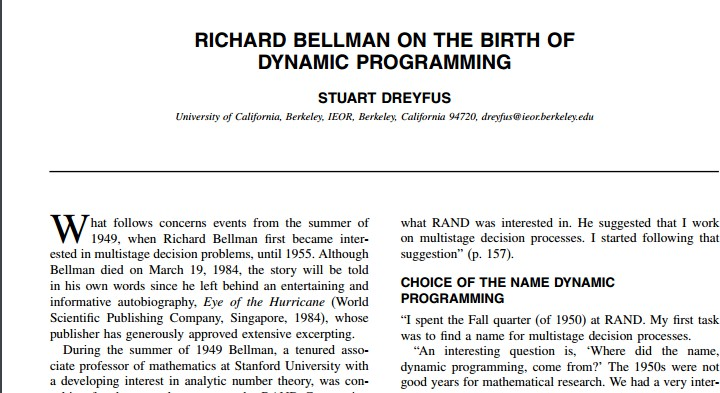 RICHARD BELLMAN ON THE BIRTH OF
DYNAMIC PROGRAMMING
STUART DREYFUS
University of California, Berkeley, IEOR, Berkeley, California 94720, dreyfus@ieor.berkeley.edu
What follows concerns events from the summer of
1949, when Richard Bellman first became inter-
ested in multistage decision problems, until 1955. Although
Bellman died on March 19, 1984, the story will be told
in his own words since he left behind an entertaining and
informative autobiography, Eye of the Hurricane (World
Scientific Publishing Company, Singapore, 1984), whose
publisher has generously approved extensive excerpting.
During the summer of 1949 Bellman, a tenured asso-
ciate professor of mathematics at Stanford University with
a developing interest in analytic number theory, was con-
what RAND was interested in. He suggested that I work
on multistage decision processes. I started following that
suggestion” (p. 157).
CHOICE OF THE NAME DYNAMIC
PROGRAMMING
“I spent the Fall quarter (of 1950) at RAND. My first task
was to find a name for multistage decision processes.
“An interesting question is, ‘Where did the name,
dynamic programming, come from?’ The 1950s were not
good years for mathematical research. We had a very inter-